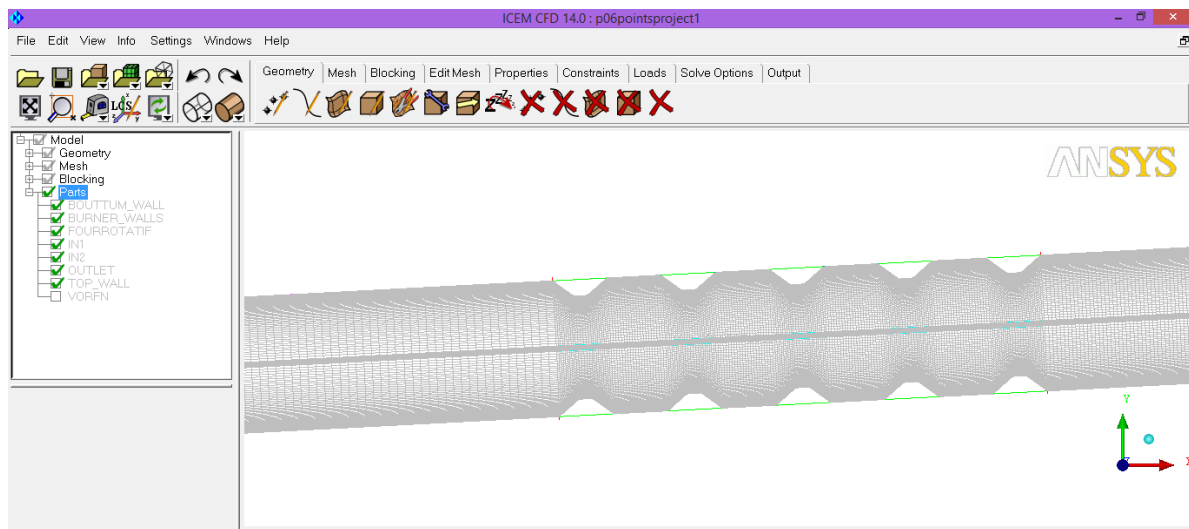 ICEM CFD 14.0 : p06pointsproject1
File Edit View Info Settings Windows Help
Geometry Mesh Blocking Edit Mesh Properties Constraints Loads Solve Options Output
LCS
Model
Geometry
Mesh
Blocking
Parts
BOUTTUM_WALL
BURNER_WALLS
FOURROTATIF
IN1
IN2
OUTLET
TOP_WALL
VORFN
ANSYS
Y
X